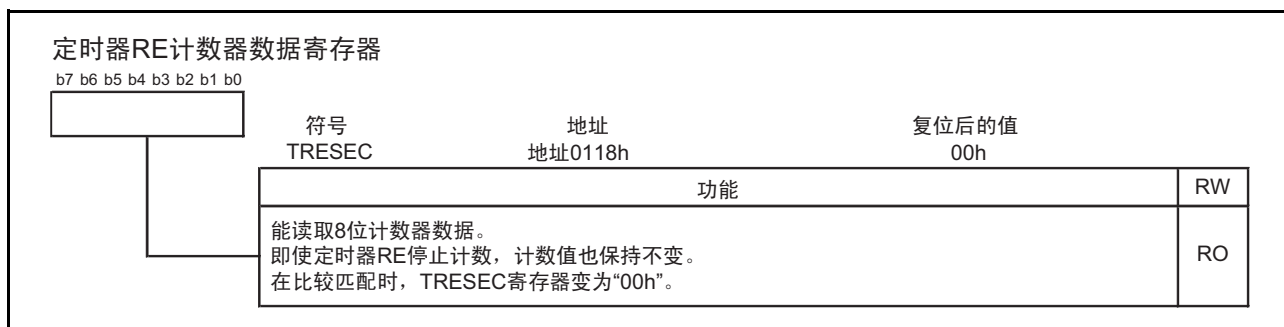 定时器RE计数器数据寄存器
b7 b6 b5 b4 b3 b2 b1 b0
符号 地址 复位后的值
TRESEC 地址0118h 00h
功能 RW
能读取8位计数器数据。
即使定时器RE停止计数，计数值也保持不变。
在比较匹配时，TRESEC寄存器变为“00h”。
RO